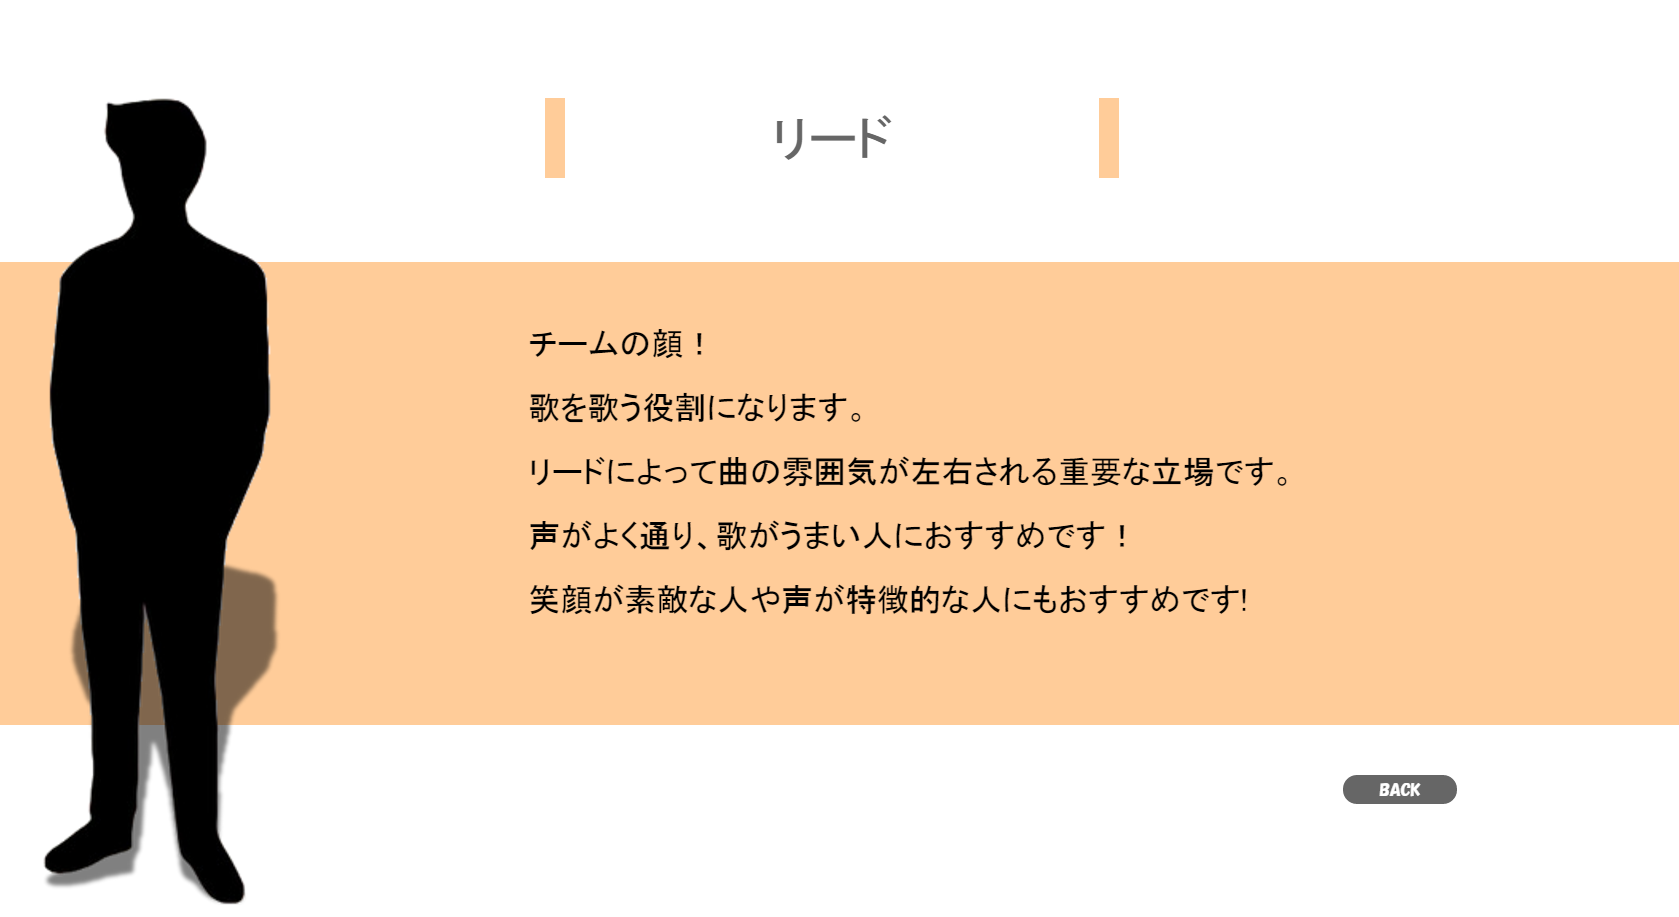 リード
チームの顔！
歌を歌う役割になります。
リードによって曲の雰囲気が左右される重要な立場です。
声がよく通り、歌がうまい人におすすめです！
笑顔が素敵な人や声が特徴的な人にもおすすめです!
BACK